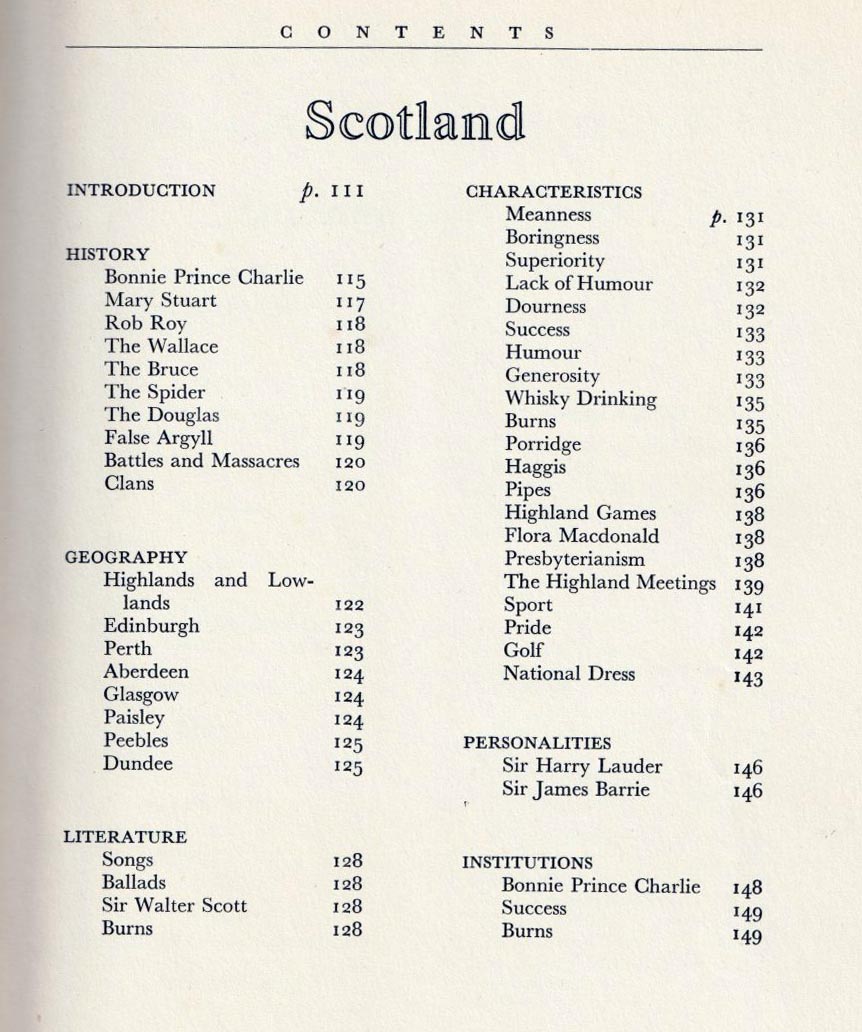 CONTENTS
Scotland
INTRODUCTION p. 111
HISTORY
Bonnie Prince Charlie 115
Mary Stuart 117
Rob Roy 118
The Wallace 118
The Bruce 118
The Spider 119
The Douglas 119
False Argyll 119
Battles and Massacres 120
Clans 120
GEOGRAPHY
Highlands and Low-
lands 122
Edinburgh 123
Perth 123
Aberdeen 124
Glasgow 124
Paisley 124
Peebles 125
Dundee 125
LITERATURE
Songs 128
Ballads 128
Sir Walter Scott 128
Burns 128
CHARACTERISTICS
Meanness p. 131
Boringness 131
Superiority 131
Lack of Humour 132
Dourness 132
Success 133
Humour 133
Generosity 133
Whisky Drinking 135
Burns 135
Porridge 136
Haggis 136
Pipes 136
Highland Games 138
Flora Macdonald 138
Presbyterianism 138
The Highland Meetings 139
Sport 141
Pride 142
Golf 142
National Dress 143
PERSONALITIES
Sir Harry Lauder 146
Sir James Barrie 146
INSTITUTIONS
Bonnie Prince Charlie 148
Success 149
Burns 149